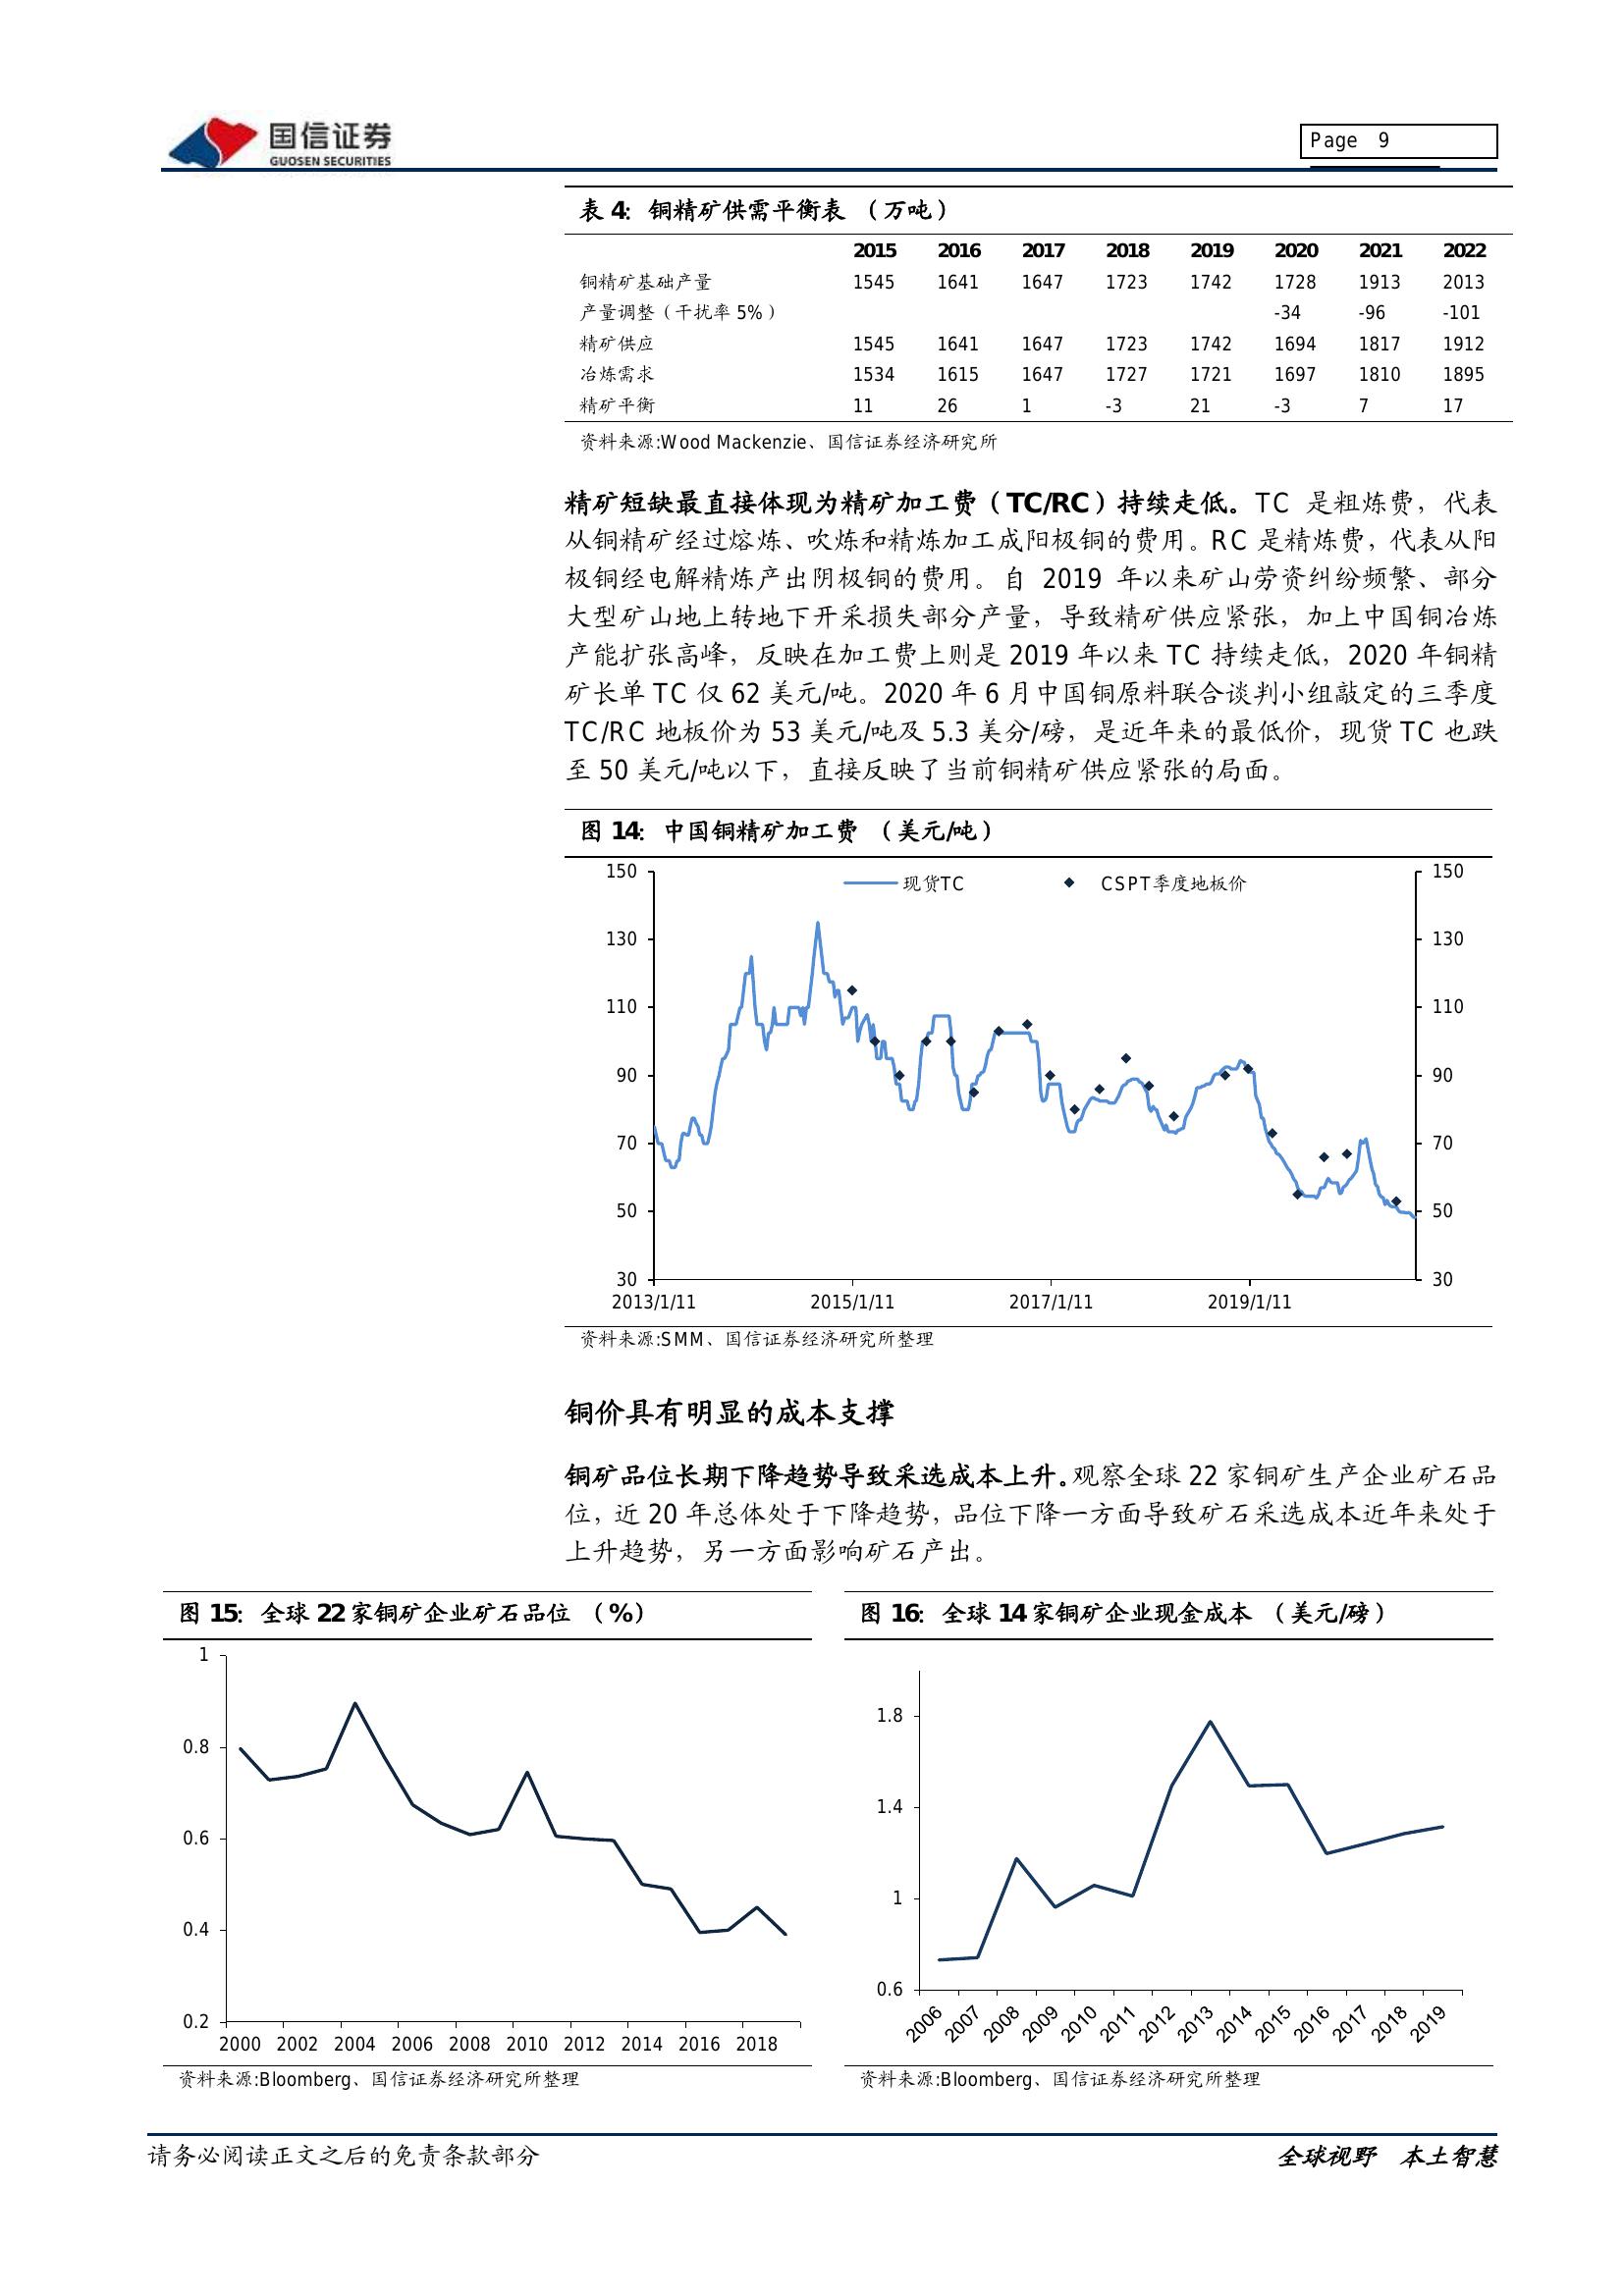 国信证券
GUOSEN SECURITIES
Page 9
表 4: 铜精矿供需平衡表 (万吨)
2015 2016 2017 2018 2019 2020 2021 2022
铜精矿基础产量 1545 1641 1647 1723 1742 1728 1913 2013
产量调整(干扰率 5%) -34 -96 -101
精矿供应 1545 1641 1647 1723 1742 1694 1817 1912
冶炼需求 1534 1615 1647 1727 1721 1697 1810 1895
精矿平衡 11 26 1 -3 21 -3 7 17
资料来源:Wood Mackenzie、国信证券经济研究所
精矿短缺最直接体现为精矿加工费(TC/RC)持续走低。TC 是粗炼费,代表
从铜精矿经过熔炼、吹炼和精炼加工成阳极铜的费用。RC 是精炼费,代表从阳
极铜经电解精炼产出阴极铜的费用。自 2019 年以来矿山劳资纠纷频繁、部分
大型矿山地上转地下开采损失部分产量,导致精矿供应紧张,加上中国铜冶炼
产能扩张高峰,反映在加工费上则是 2019 年以来 TC 持续走低,2020 年铜精
矿长单 TC 仅 62 美元/吨。2020 年 6 月中国铜原料联合谈判小组敲定的三季度
TC/RC 地板价为 53 美元/吨及 5.3 美分/磅,是近年来的最低价,现货 TC 也跌
至 50 美元/吨以下,直接反映了当前铜精矿供应紧张的局面。
图 14: 中国铜精矿加工费 (美元/吨)
现货TC CSPT季度地板价
150 150
130 130
110 110
90 90
70 70
50 50
30 30
2013/1/11 2015/1/11 2017/1/11 2019/1/11
资料来源:SMM、国信证券经济研究所整理
铜价具有明显的成本支撑
铜矿品位长期下降趋势导致采选成本上升。观察全球 22 家铜矿生产企业矿石品
位,近 20 年总体处于下降趋势,品位下降一方面导致矿石采选成本近年来处于
上升趋势,另一方面影响矿石产出。
图 15: 全球 22 家铜矿企业矿石品位 (%)
1
0.8
0.6
0.4
0.2
2000 2002 2004 2006 2008 2010 2012 2014 2016 2018
资料来源:Bloomberg、国信证券经济研究所整理
图 16: 全球 14 家铜矿企业现金成本 (美元/磅)
1.8
1.4
1
0.6
2006 2007 2008 2009 2010 2011 2012 2013 2014 2015 2016 2017 2018 2019
资料来源:Bloomberg、国信证券经济研究所整理
请务必阅读正文之后的免责条款部分
全球视野 本土智慧